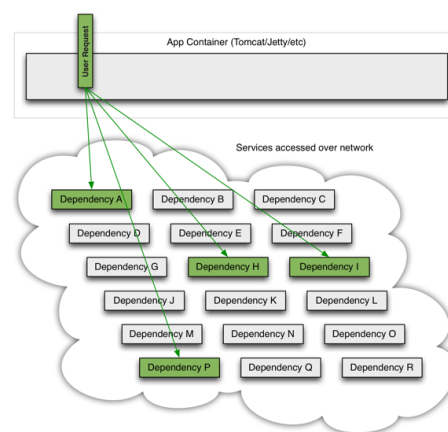 User Request
App Container (Tomcat/Jetty/etc)
Services accessed over network
Dependency A
Dependency B
Dependency C
Dependency D
Dependency E
Dependency F
Dependency G
Dependency H
Dependency I
Dependency J
Dependency K
Dependency L
Dependency M
Dependency N
Dependency O
Dependency P
Dependency Q
Dependency R